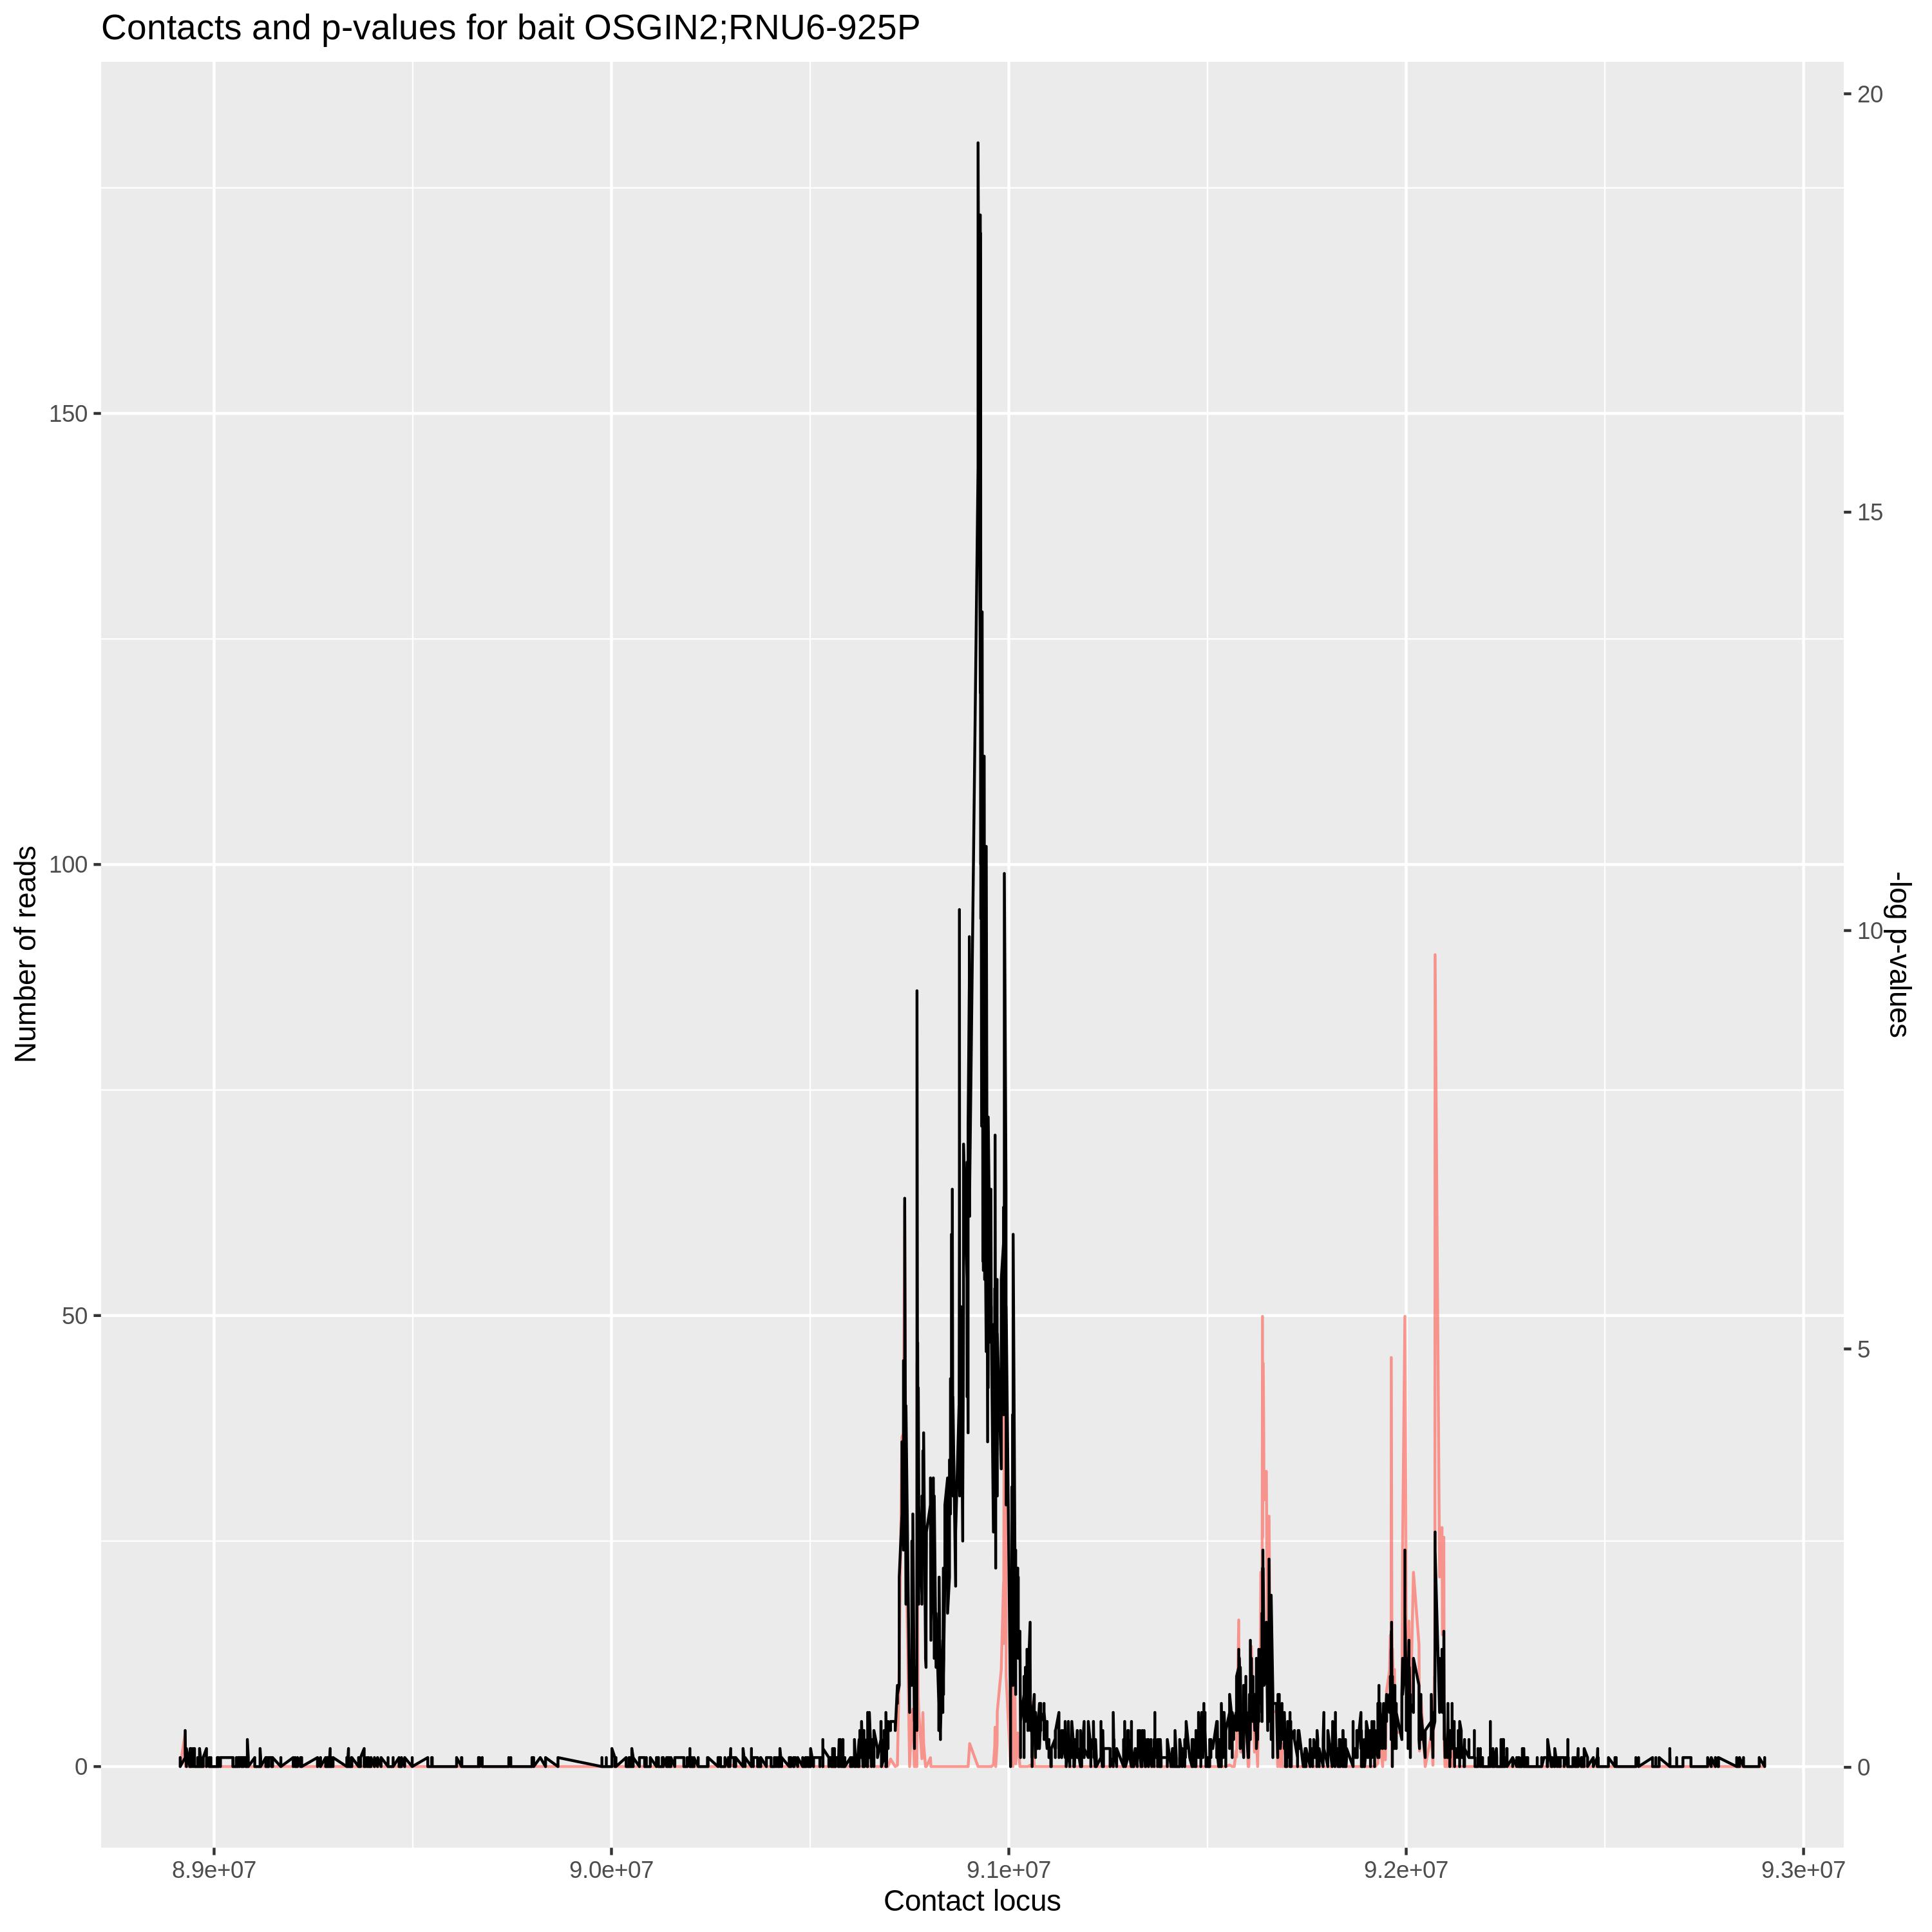 Contacts and p-values for bait OSGIN2;RNU6-925P
20
15
10
5
0
-log p-values
150
100
50
0
Number of reads
8.9e+07 9.0e+07 9.1e+07 9.2e+07 9.3e+07
Contact locus